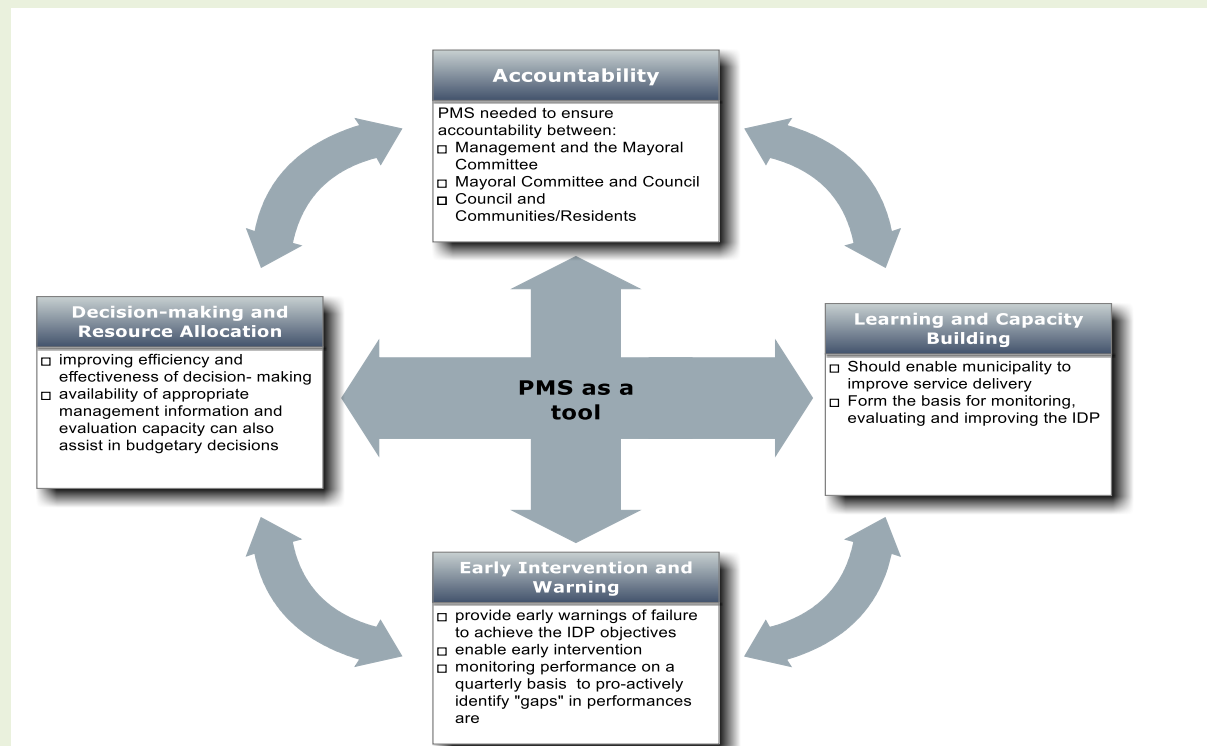 Accountability
PMS needed to ensure
accountability between:
Management and the Mayoral
Committee
Mayoral Committee and Council
Council and
Communities/Residents
Decision-making and
Resource Allocation
improving efficiency and
effectiveness of decision- making
availability of appropriate
management information and
evaluation capacity can also
assist in budgetary decisions
PMS as a
tool
Learning and Capacity
Building
Should enable municipality to
improve service delivery
Form the basis for monitoring,
evaluating and improving the IDP
Early Intervention and
Warning
provide early warnings of failure
to achieve the IDP objectives
enable early intervention
monitoring performance on a
quarterly basis  to pro-actively
identify "gaps" in performances
are